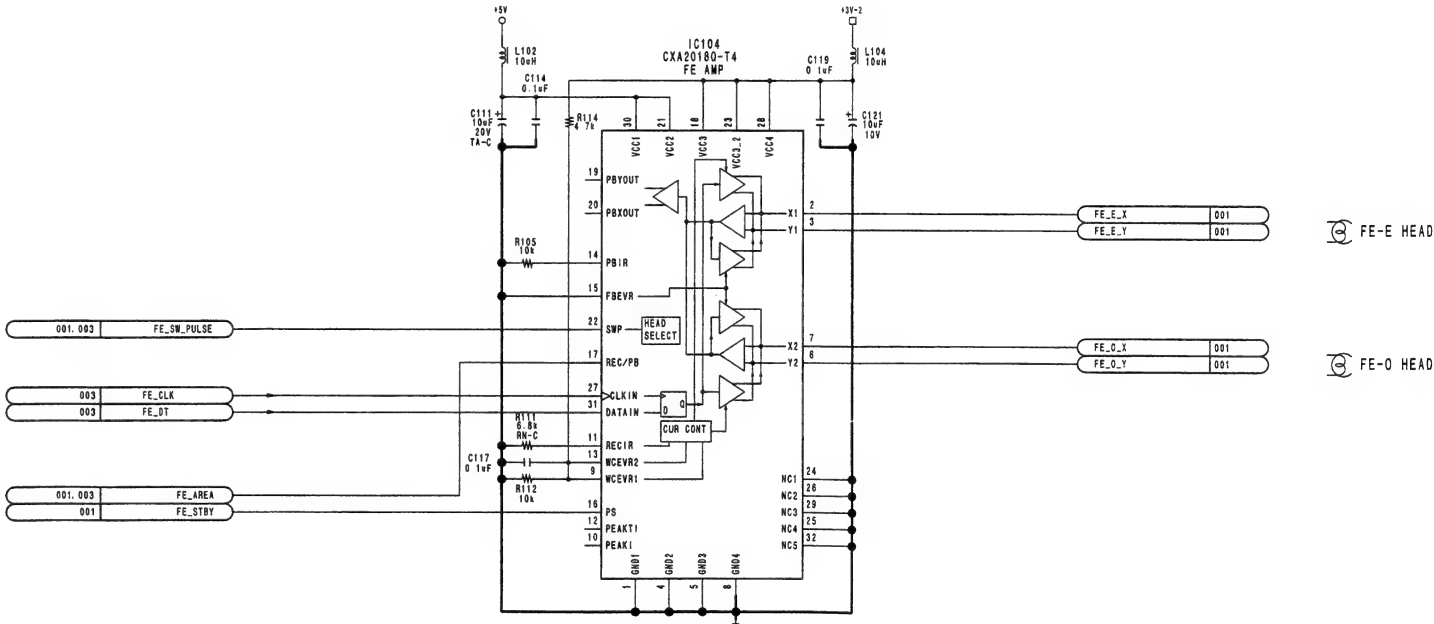 +5V
+3V-2
L102
10uH
IC104
CXA2018Q-T4
FE AMP
C119
0.1uF
L104
10uH
C114
0.1uF
C111
10uF
20V
TA-C
R114
4.7k
C121
10uF
10V
30
21
18
23
28
VCC1
VCC2
VCC3
VCC3_2
VCC4
19
PBYOUT
20
PBXOUT
X1
2
FE_E_X
001
Y1
3
FE_E_Y
001
FE-E HEAD
R105
10k
14
PBIR
15
FBEVR
001.003
FE_SW_PULSE
22
SWP
HEAD
SELECT
17
REC/PB
X2
7
FE_O_X
001
Y2
6
FE_O_Y
001
FE-O HEAD
003
FE_CLK
27
CLKIN
003
FE_DT
31
DATAIN
D
Q
R111
6.8k
RN-C
11
RECIR
CUR CONT
C117
0.1uF
13
WCEVR2
9
WCEVR1
R112
10k
NC1
24
NC2
26
NC3
29
NC4
25
NC5
32
001.003
FE_AREA
001
FE_STBY
16
PS
12
PEAKTI
10
PEAKI
GND1
GND2
GND3
GND4
1
4
5
8